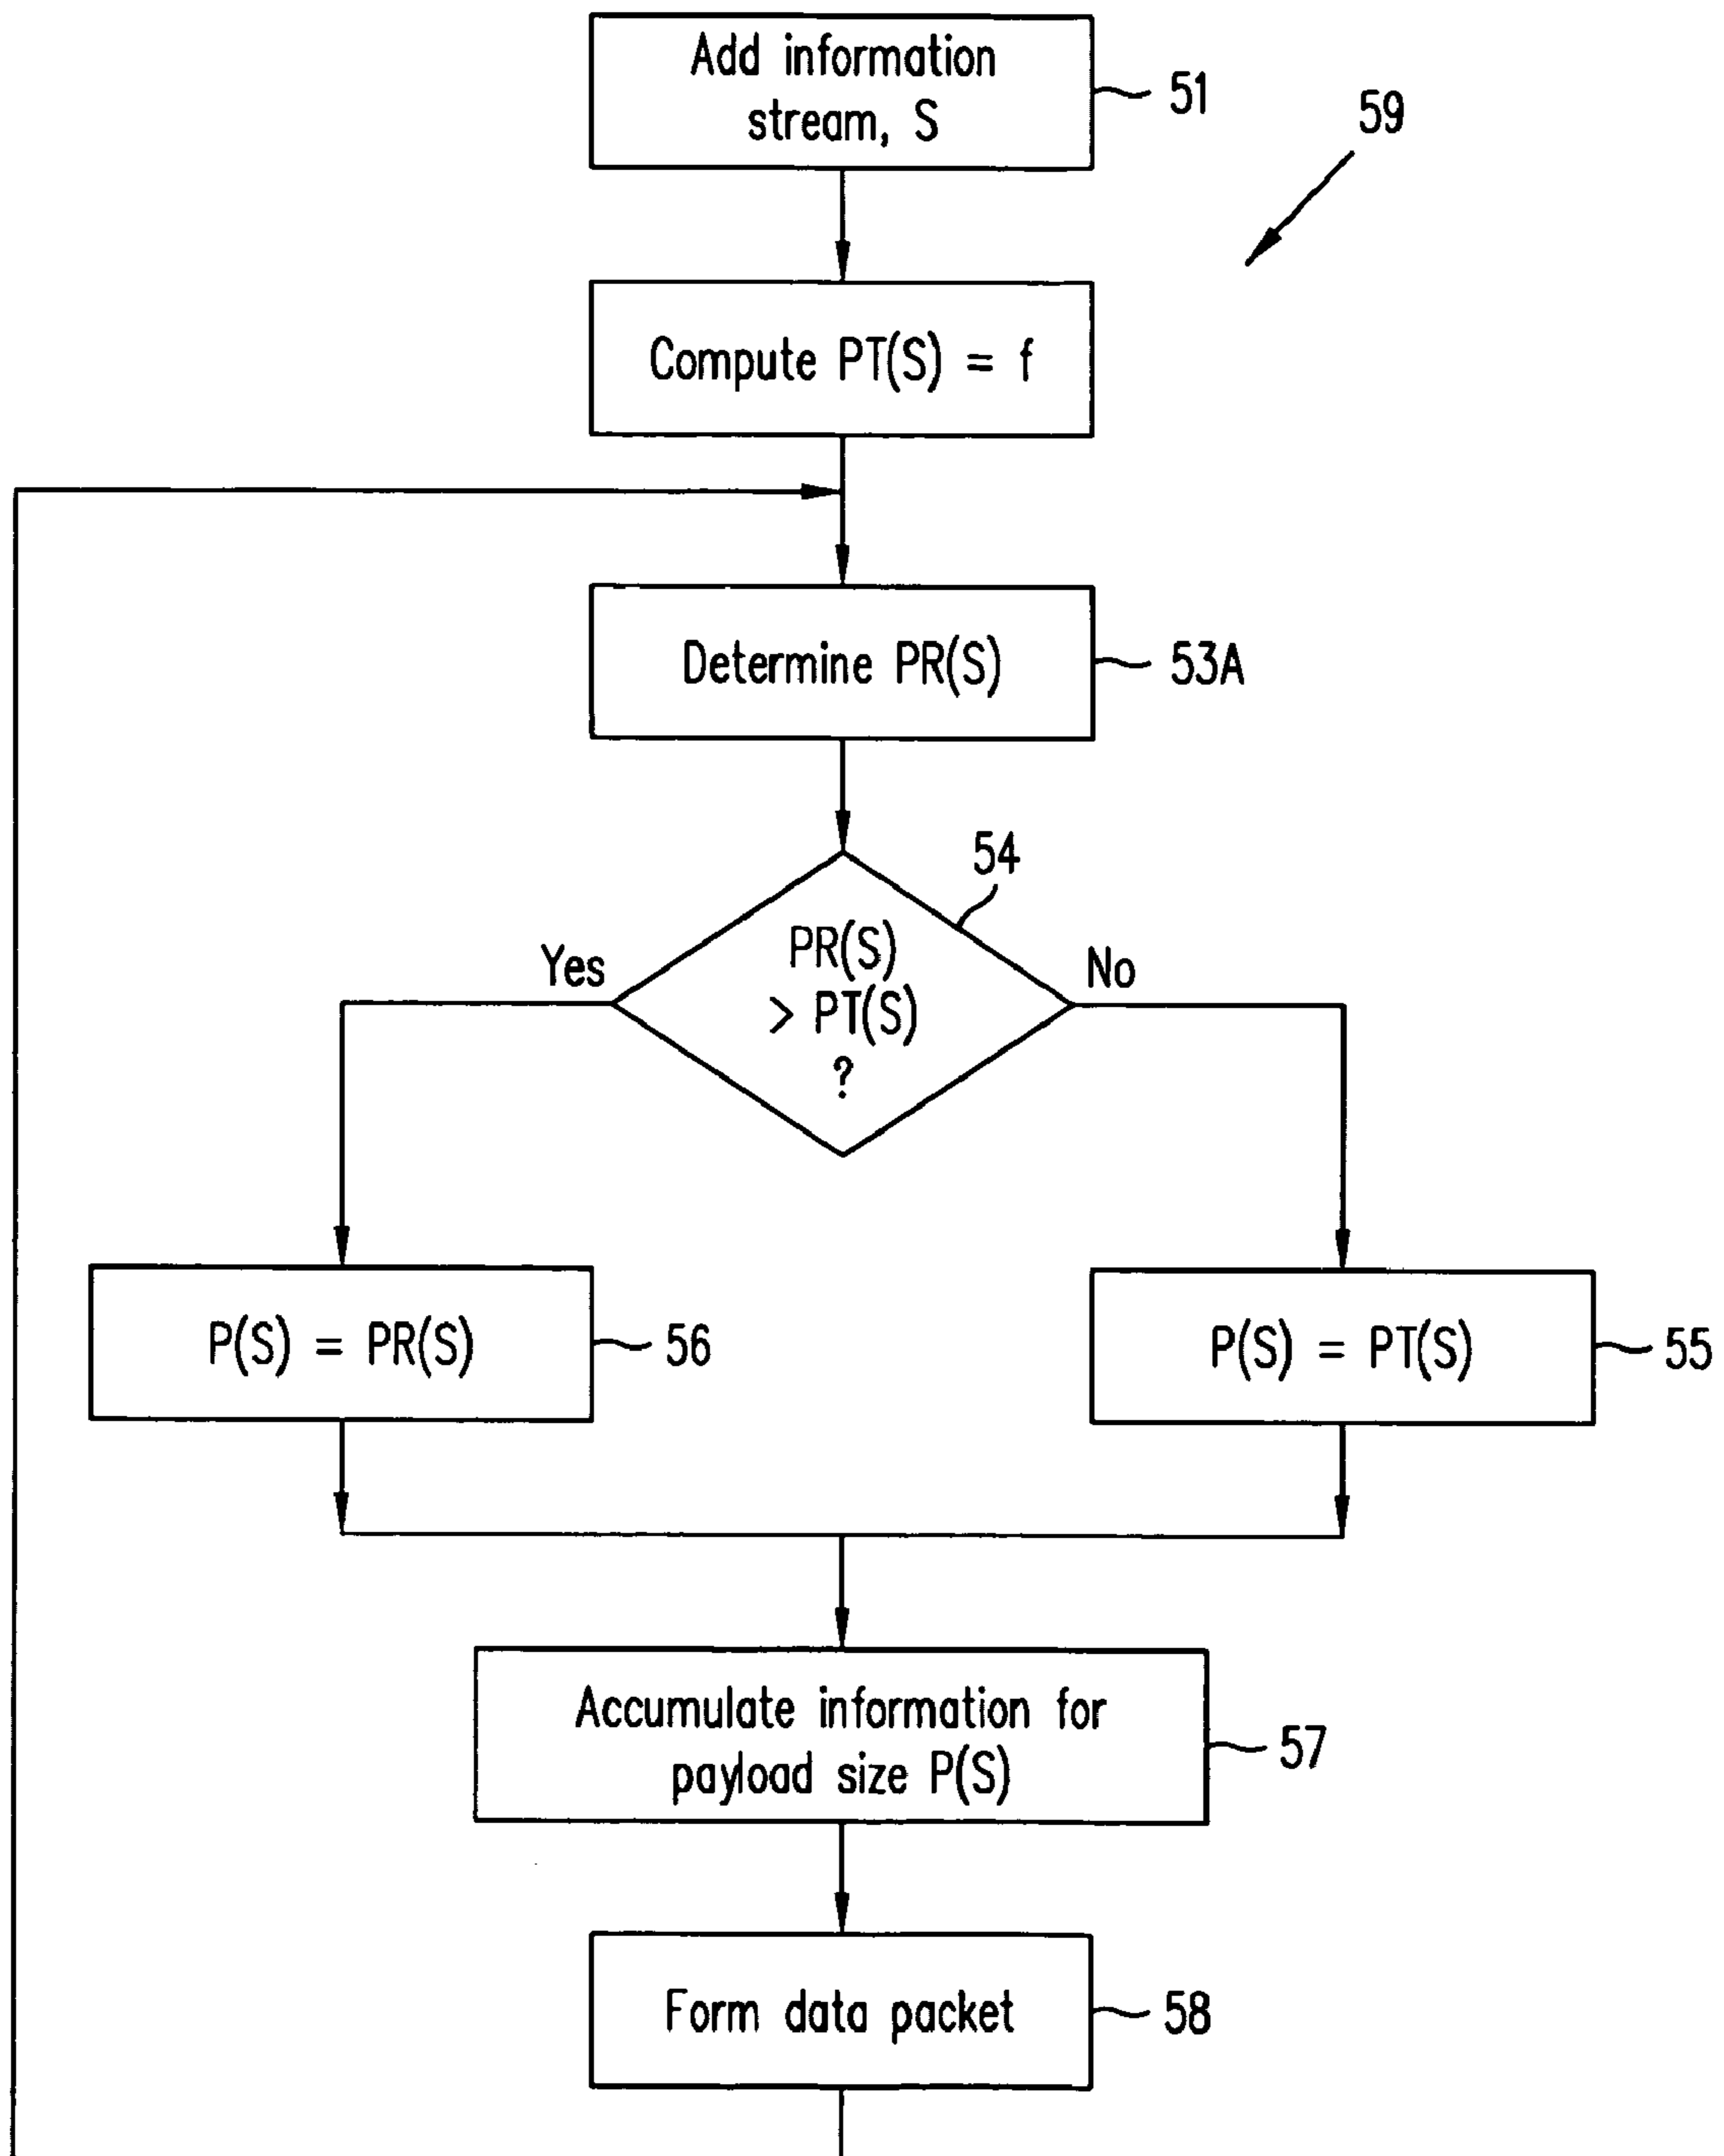 Add information
stream, S
51
59
Compute PT(S) = f
Determine PR(S)
53A
54
PR(S)
> PT(S)
?
Yes
No
P(S) = PR(S)
56
P(S) = PT(S)
55
Accumulate information for
payload size P(S)
57
Form data packet
58